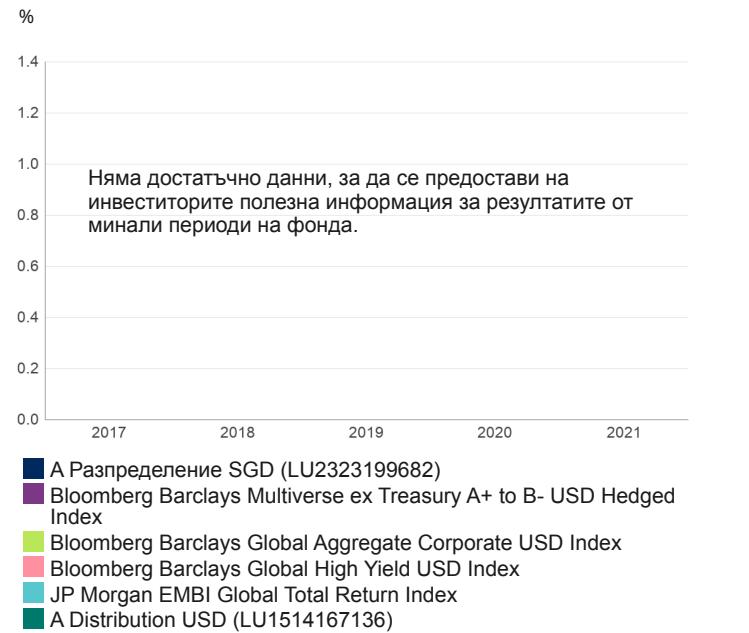 %
1.4
1.2
1.0
Няма достатъчно данни, за да се предостави на
инвеститорите полезна информация за резултатите от
0.8
минали периоди на фонда.
0.6
0.4
0.2
0.0
2017 2018 2019 2020 2021
А Разпределение SGD (LU2323199682)
Bloomberg Barclays Multiverse ex Treasury A+ to B- USD Hedged
Index
Bloomberg Barclays Global Aggregate Corporate USD Index
Bloomberg Barclays Global High Yield USD Index
JP Morgan EMBI Global Total Return Index
A Distribution USD (LU1514167136)